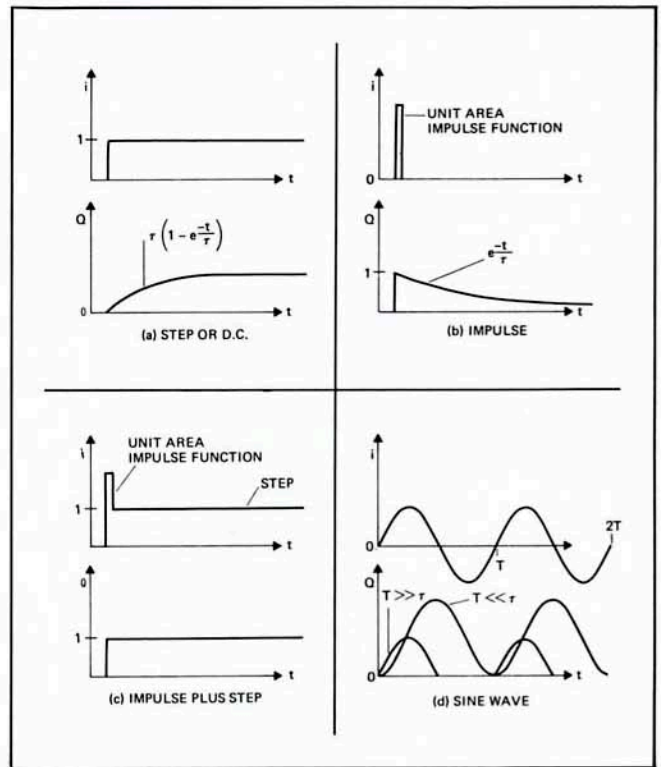 i
1
t
Q
τ (1 - e^{-t/τ})
0
t
(a) STEP OR D.C.
i
UNIT AREA
IMPULSE FUNCTION
0
t
Q
1
e^{-t/τ}
t
(b) IMPULSE
i
UNIT AREA
IMPULSE FUNCTION
STEP
1
t
Q
1
t
(c) IMPULSE PLUS STEP
i
0
T
2T
Q
T >> τ
T << τ
0
t
(d) SINE WAVE